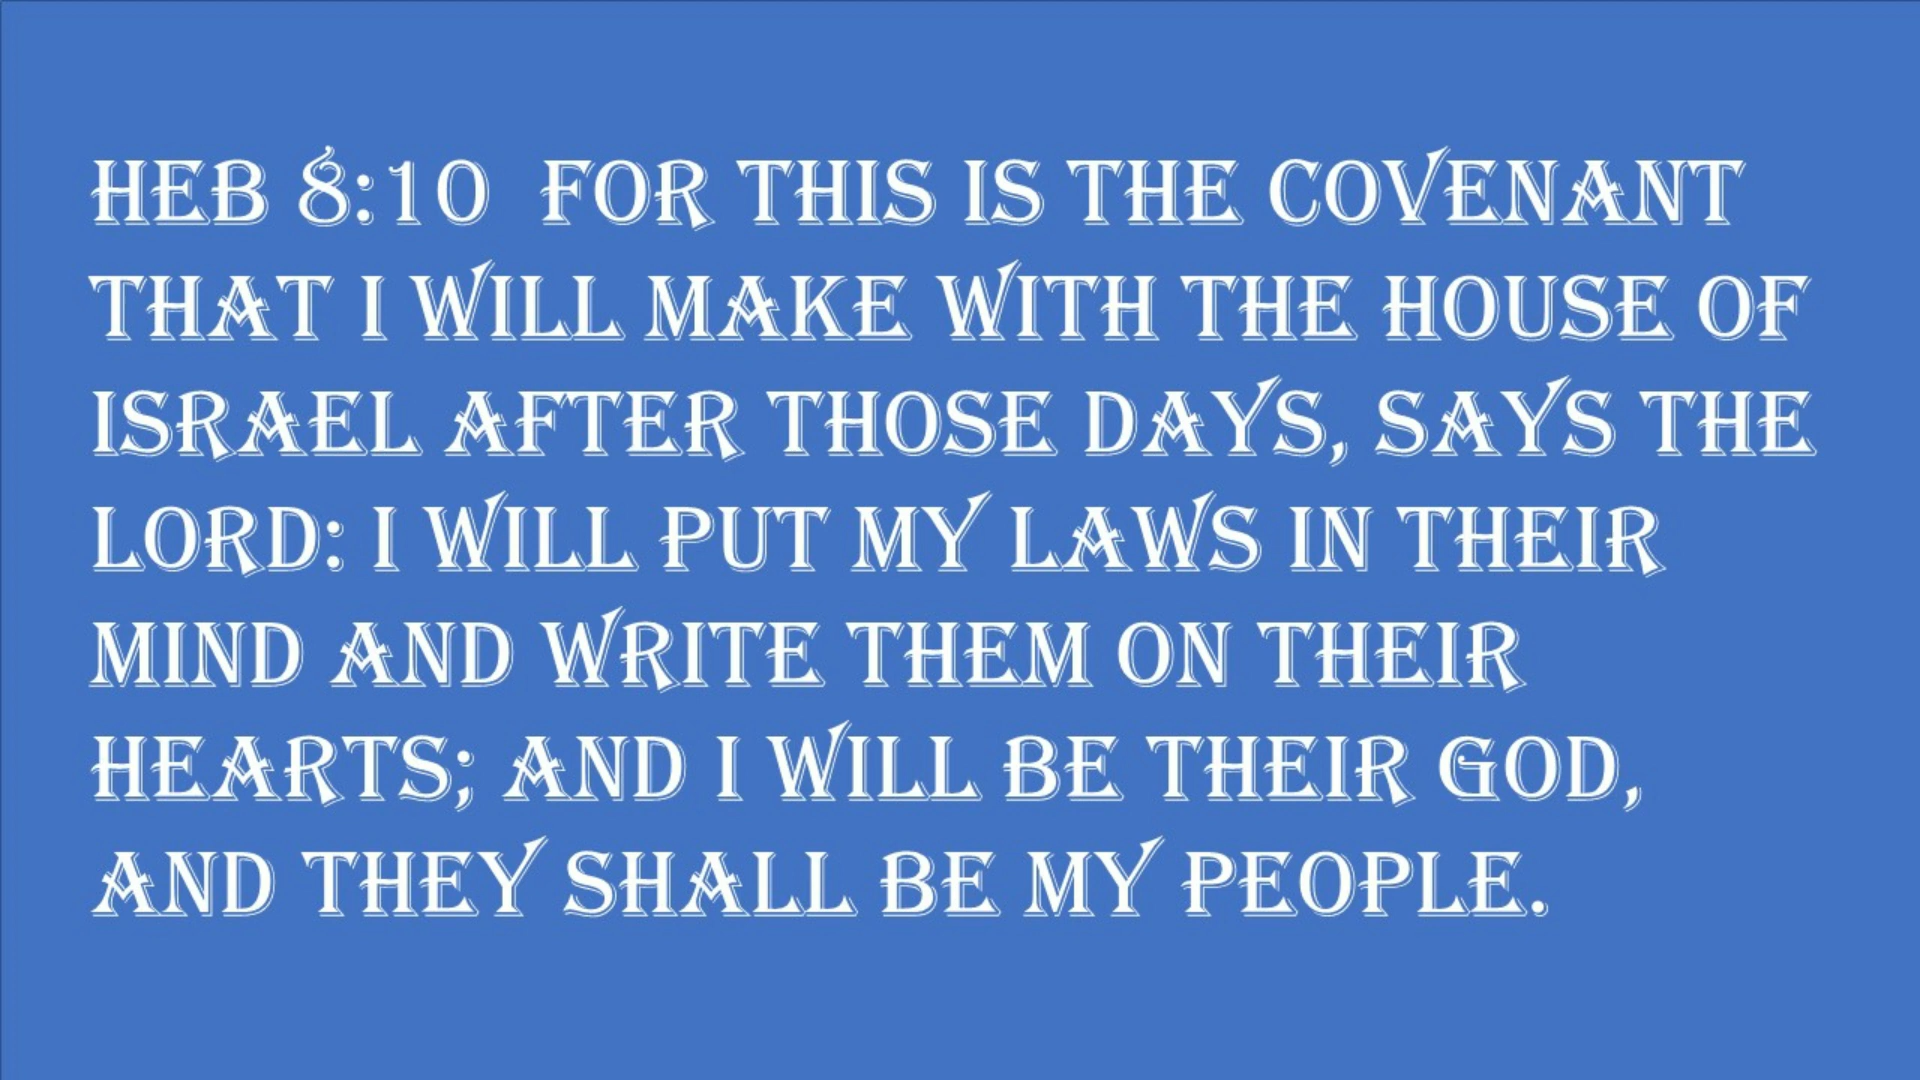 HEB 8:10  FOR THIS IS THE COVENANT
THAT I WILL MAKE WITH THE HOUSE OF
ISRAEL AFTER THOSE DAYS, SAYS THE
LORD: I WILL PUT MY LAWS IN THEIR
MIND AND WRITE THEM ON THEIR
HEARTS; AND I WILL BE THEIR GOD,
AND THEY SHALL BE MY PEOPLE.